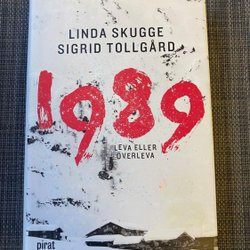 LINDA SKUGGE
SIGRID TOLLGÅRD
1989
LEVA ELLER
ÖVERLEVA
pirat